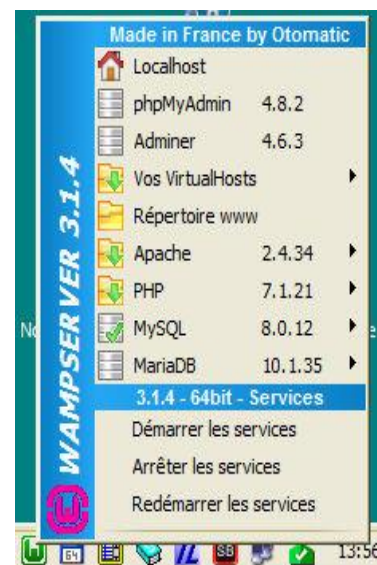 Made in France by Otomatic
Localhost
phpMyAdmin 4.8.2
Adminer 4.6.3
Vos VirtualHosts
Répertoire www
Apache 2.4.34
PHP 7.1.21
MySQL 8.0.12
MariaDB 10.1.35
3.1.4 - 64bit - Services
Démarrer les services
Arrêter les services
Redémarrer les services
WAMPSERVER 3.1.4
64
SB
13:56